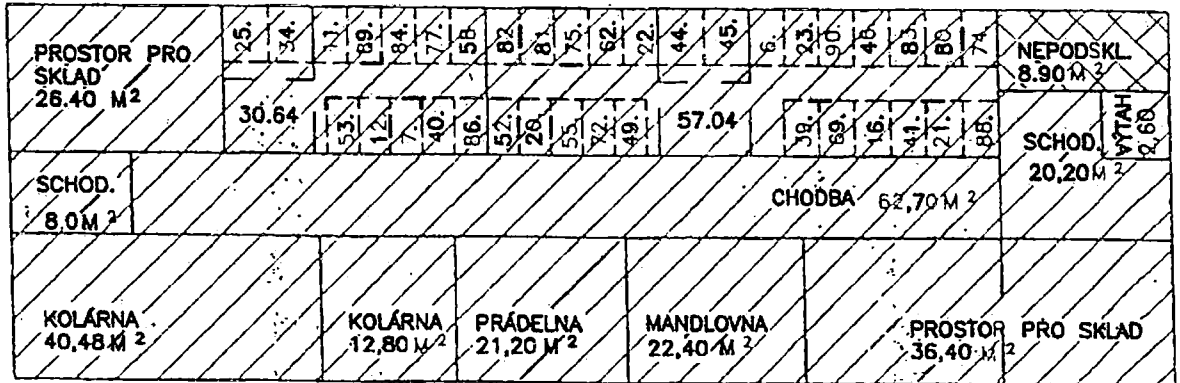 PROSTOR PRO
SKLAD
26.40 M²
25. 34. 11. 89. 84. 77. 58. 82. 81. 75. 62. 22. 44. 45. 6. 23. 90. 48. 83. 80. 74.
NEPODSKL.
8.90 M²
30.64
53. 12. 7. 40. 86. 52. 26. 55. 72. 49.
57.04
39. 69. 16. 41. 21. 88.
SCHOD.
20,20 M²
VÝTAH
2,60
SCHOD.
8.0 M²
CHODBA 62,70 M²
KOLÁRNA
40,48 M²
KOLÁRNA
12,80 M²
PRÁDELNA
21,20 M²
MANDLOVNA
22,40 M²
PROSTOR PRO SKLAD
36,40 M²